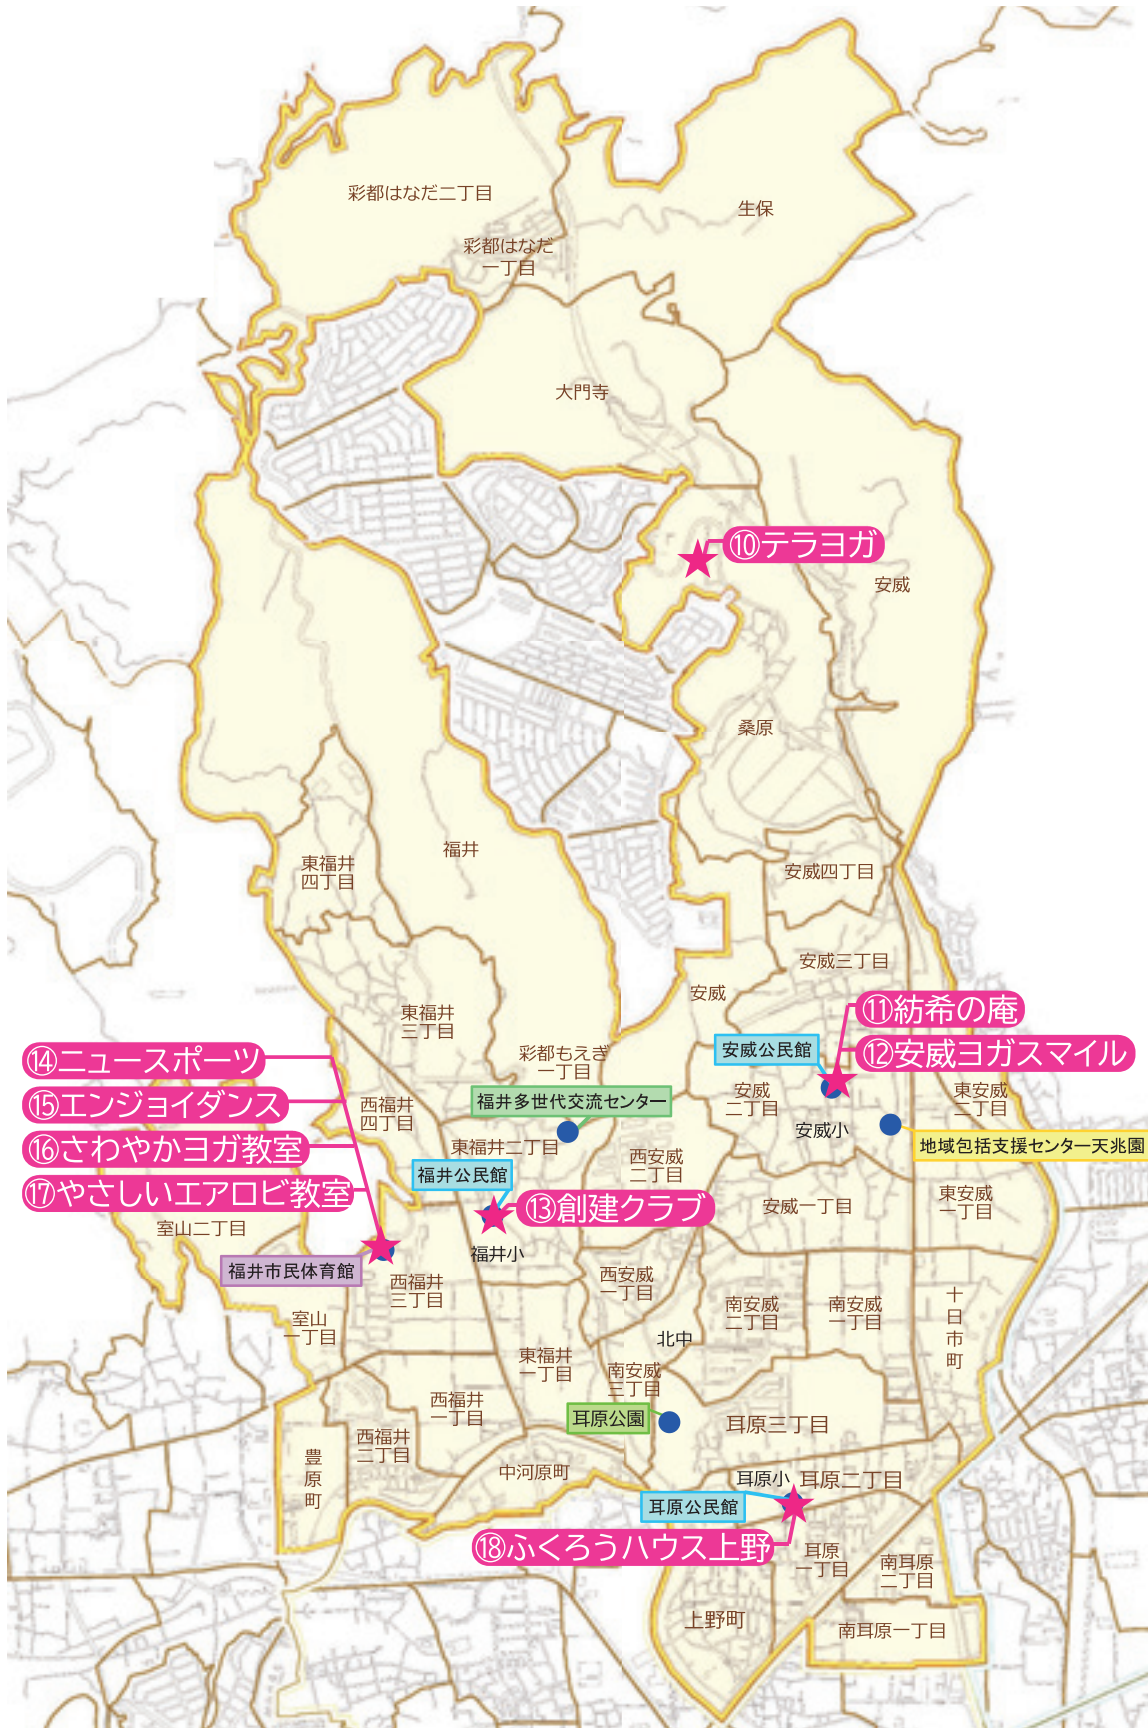 彩都はなだ二丁目
生保
彩都はなだ
一丁目
大門寺
⑩テラヨガ
安威
桑原
福井
東福井
四丁目
安威四丁目
安威三丁目
安威
⑪紡希の庵
東福井
三丁目
安威公民館
⑫安威ヨガスマイル
彩都もえぎ
一丁目
⑭ニュースポーツ
⑮エンジョイダンス
⑯さわやかヨガ教室
⑰やさしいエアロビ教室
西福井
四丁目
福井多世代交流センター
安威
二丁目
東安威
二丁目
安威小
地域包括支援センター天兆園
東福井二丁目
福井公民館
西安威
二丁目
⑬創建クラブ
安威一丁目
東安威
一丁目
室山二丁目
福井小
福井市民体育館
西福井
三丁目
西安威
一丁目
南安威
二丁目
南安威
一丁目
十日市町
室山
一丁目
北中
東福井
一丁目
南安威
三丁目
西福井
一丁目
耳原公園
耳原三丁目
西福井
二丁目
豊原町
中河原町
耳原小
耳原二丁目
耳原公民館
⑱ふくろうハウス上野
耳原
一丁目
南耳原
二丁目
上野町
南耳原一丁目